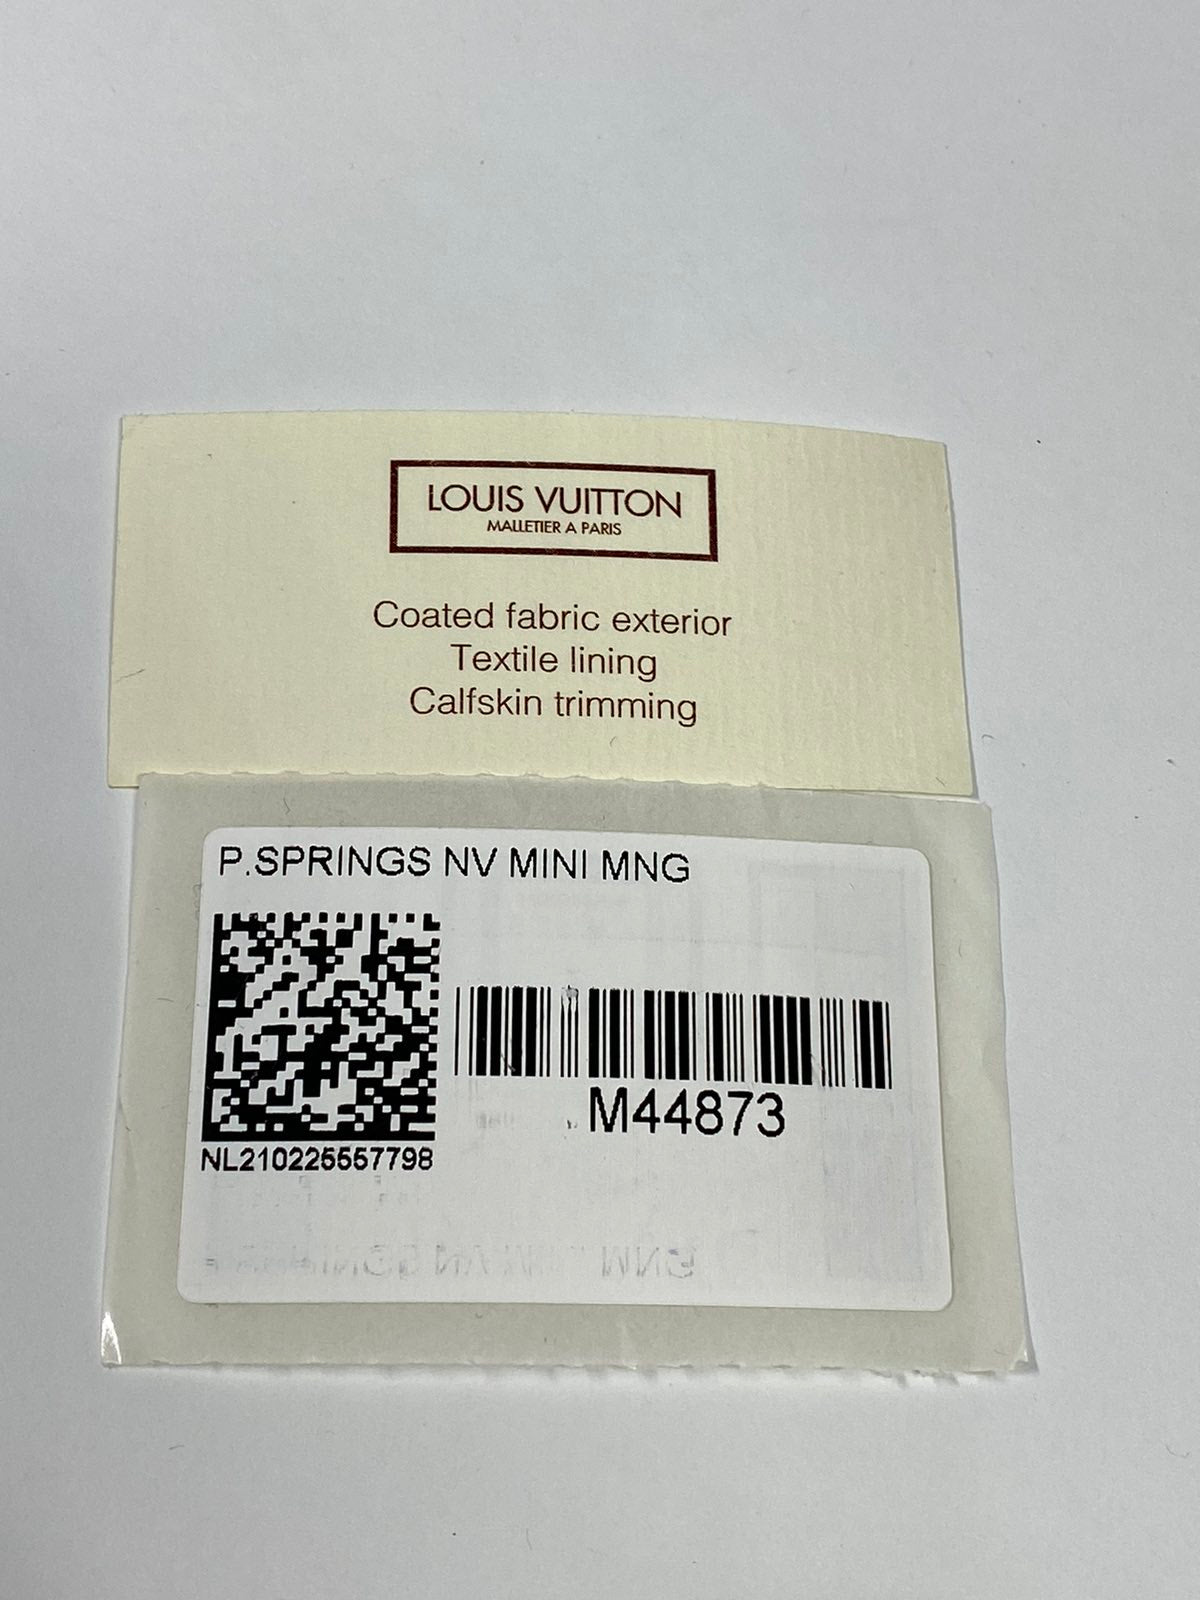 LOUIS VUITTON
MALLETIER A PARIS
Coated fabric exterior
Textile lining
Calfskin trimming
P.SPRINGS NV MINI MNG
M44873
NL210225557798